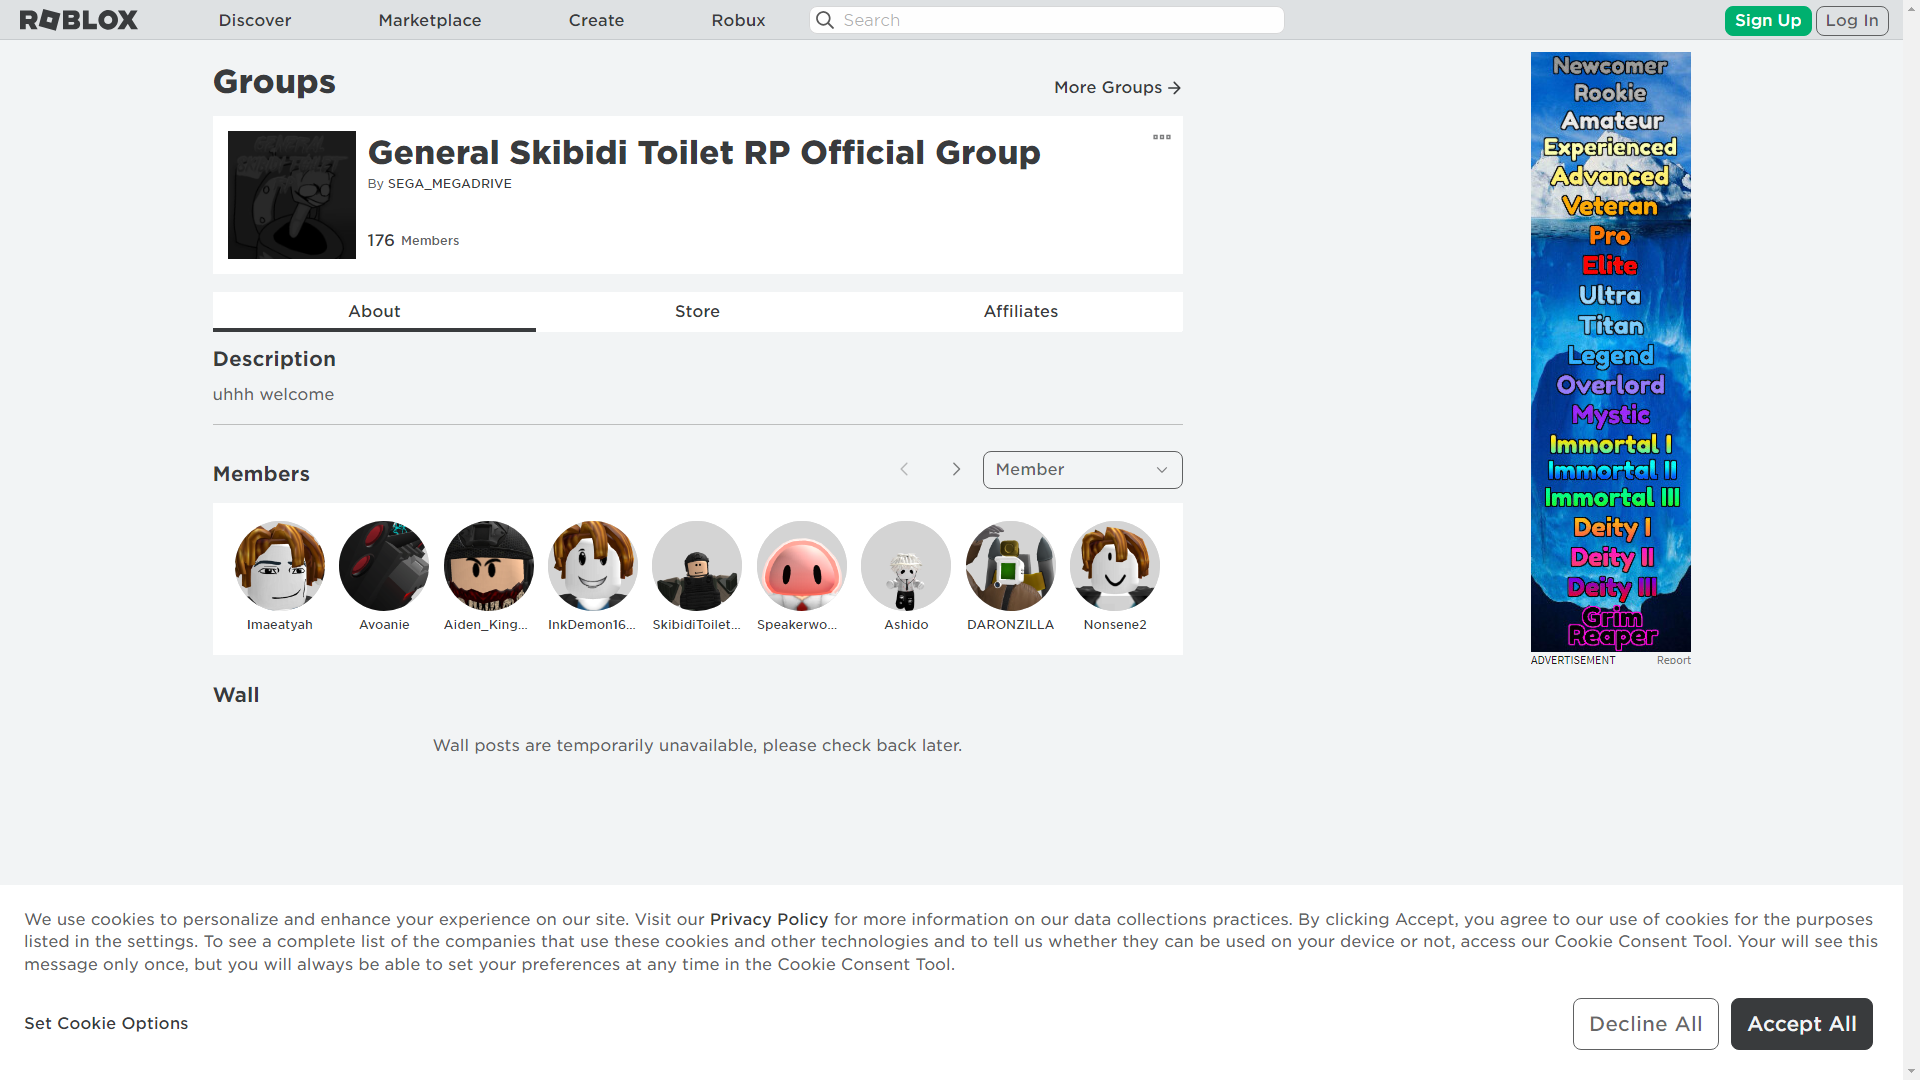 ROBLOX
Discover
Marketplace
Create
Robux
Search
Sign Up
Log In
Groups
More Groups →
General Skibidi Toilet RP Official Group
By SEGA_MEGADRIVE
176 Members
About
Store
Affiliates
Description
uhhh welcome
Members
Member
Imaeatyah
Avoanie
Aiden_King...
InkDemon16...
SkibidiToilet...
Speakerwo...
Ashido
DARONZILLA
Nonsene2
Wall
Wall posts are temporarily unavailable, please check back later.
Newcomer
Rookie
Amateur
Experienced
Advanced
Veteran
Pro
Elite
Ultra
Titan
Legend
Overlord
Mystic
Immortal I
Immortal II
Immortal III
Deity I
Deity II
Deity III
Grim
Reaper
ADVERTISEMENT
Report
We use cookies to personalize and enhance your experience on our site. Visit our Privacy Policy for more information on our data collections practices. By clicking Accept, you agree to our use of cookies for the purposes
listed in the settings. To see a complete list of the companies that use these cookies and other technologies and to tell us whether they can be used on your device or not, access our Cookie Consent Tool. Your will see this
message only once, but you will always be able to set your preferences at any time in the Cookie Consent Tool.
Set Cookie Options
Decline All
Accept All